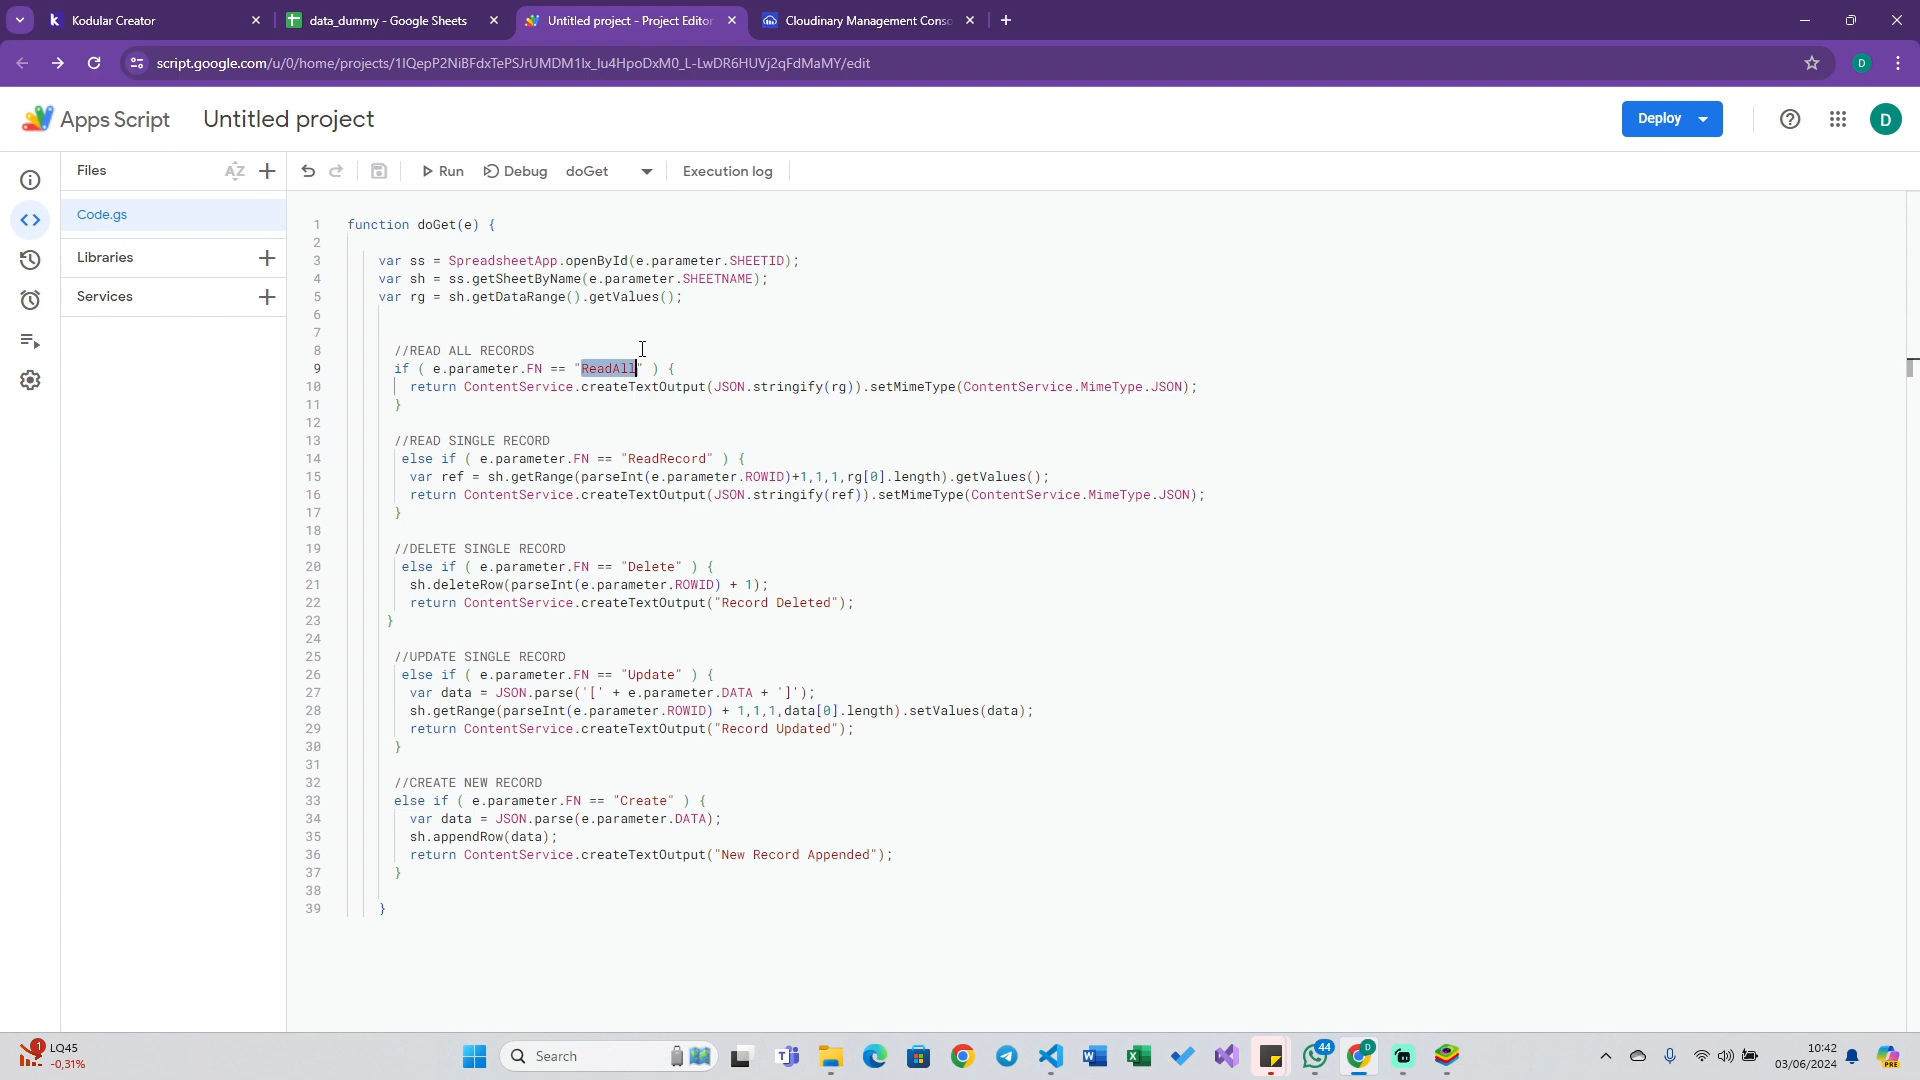 Kodular Creator
data_dummy - Google Sheets
Untitled project - Project Editor
Cloudinary Management Conso
script.google.com/u/0/home/projects/1IQepP2NiBFdxTePSJrUMDM1Ix_Iu4HpoDxM0_L-LwDR6HUVj2qFdMaMY/edit
D
Apps Script
Untitled project
Deploy
D
Files
AZ
Run
Debug
doGet
Execution log
Code.gs
Libraries
Services
1 function doGet(e) {
2
3 var ss = SpreadsheetApp.openById(e.parameter.SHEETID);
4 var sh = ss.getSheetByName(e.parameter.SHEETNAME);
5 var rg = sh.getDataRange().getValues();
6
7
8 //READ ALL RECORDS
9 if ( e.parameter.FN == "ReadAll" ) {
10 return ContentService.createTextOutput(JSON.stringify(rg)).setMimeType(ContentService.MimeType.JSON);
11 }
12
13 //READ SINGLE RECORD
14 else if ( e.parameter.FN == "ReadRecord" ) {
15 var ref = sh.getRange(parseInt(e.parameter.ROWID)+1,1,1,rg[0].length).getValues();
16 return ContentService.createTextOutput(JSON.stringify(ref)).setMimeType(ContentService.MimeType.JSON);
17 }
18
19 //DELETE SINGLE RECORD
20 else if ( e.parameter.FN == "Delete" ) {
21 sh.deleteRow(parseInt(e.parameter.ROWID) + 1);
22 return ContentService.createTextOutput("Record Deleted");
23 }
24
25 //UPDATE SINGLE RECORD
26 else if ( e.parameter.FN == "Update" ) {
27 var data = JSON.parse('[' + e.parameter.DATA + ']');
28 sh.getRange(parseInt(e.parameter.ROWID) + 1,1,1,data[0].length).setValues(data);
29 return ContentService.createTextOutput("Record Updated");
30 }
31
32 //CREATE NEW RECORD
33 else if ( e.parameter.FN == "Create" ) {
34 var data = JSON.parse(e.parameter.DATA);
35 sh.appendRow(data);
36 return ContentService.createTextOutput("New Record Appended");
37 }
38
39 }
1
LQ45
-0,31%
Search
44
D
10:42
03/06/2024
PRE